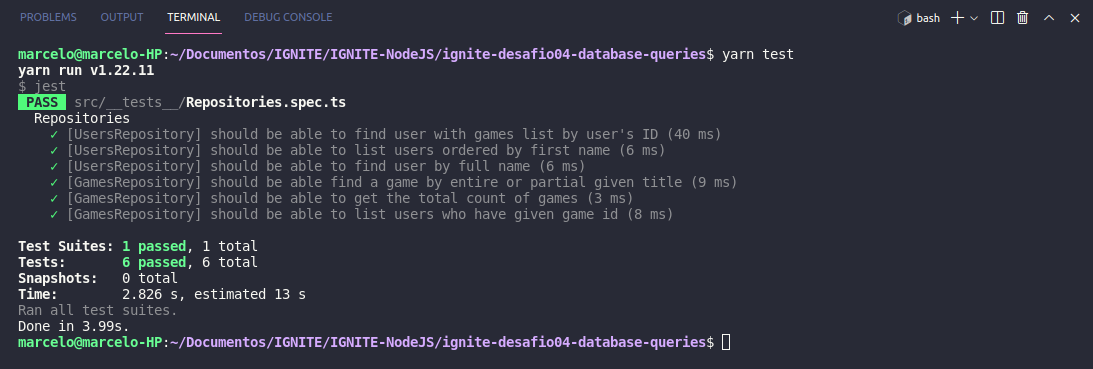 PROBLEMS OUTPUT TERMINAL DEBUG CONSOLE bash
marcelo@marcelo-HP:~/Documentos/IGNITE/IGNITE-NodeJS/ignite-desafio04-database-queries$ yarn test
yarn run v1.22.11
$ jest
PASS src/__tests__/Repositories.spec.ts
Repositories
✓ [UsersRepository] should be able to find user with games list by user's ID (40 ms)
✓ [UsersRepository] should be able to list users ordered by first name (6 ms)
✓ [UsersRepository] should be able to find user by full name (6 ms)
✓ [GamesRepository] should be able find a game by entire or partial given title (9 ms)
✓ [GamesRepository] should be able to get the total count of games (3 ms)
✓ [GamesRepository] should be able to list users who have given game id (8 ms)
Test Suites: 1 passed, 1 total
Tests: 6 passed, 6 total
Snapshots: 0 total
Time: 2.826 s, estimated 13 s
Ran all test suites.
Done in 3.99s.
marcelo@marcelo-HP:~/Documentos/IGNITE/IGNITE-NodeJS/ignite-desafio04-database-queries$